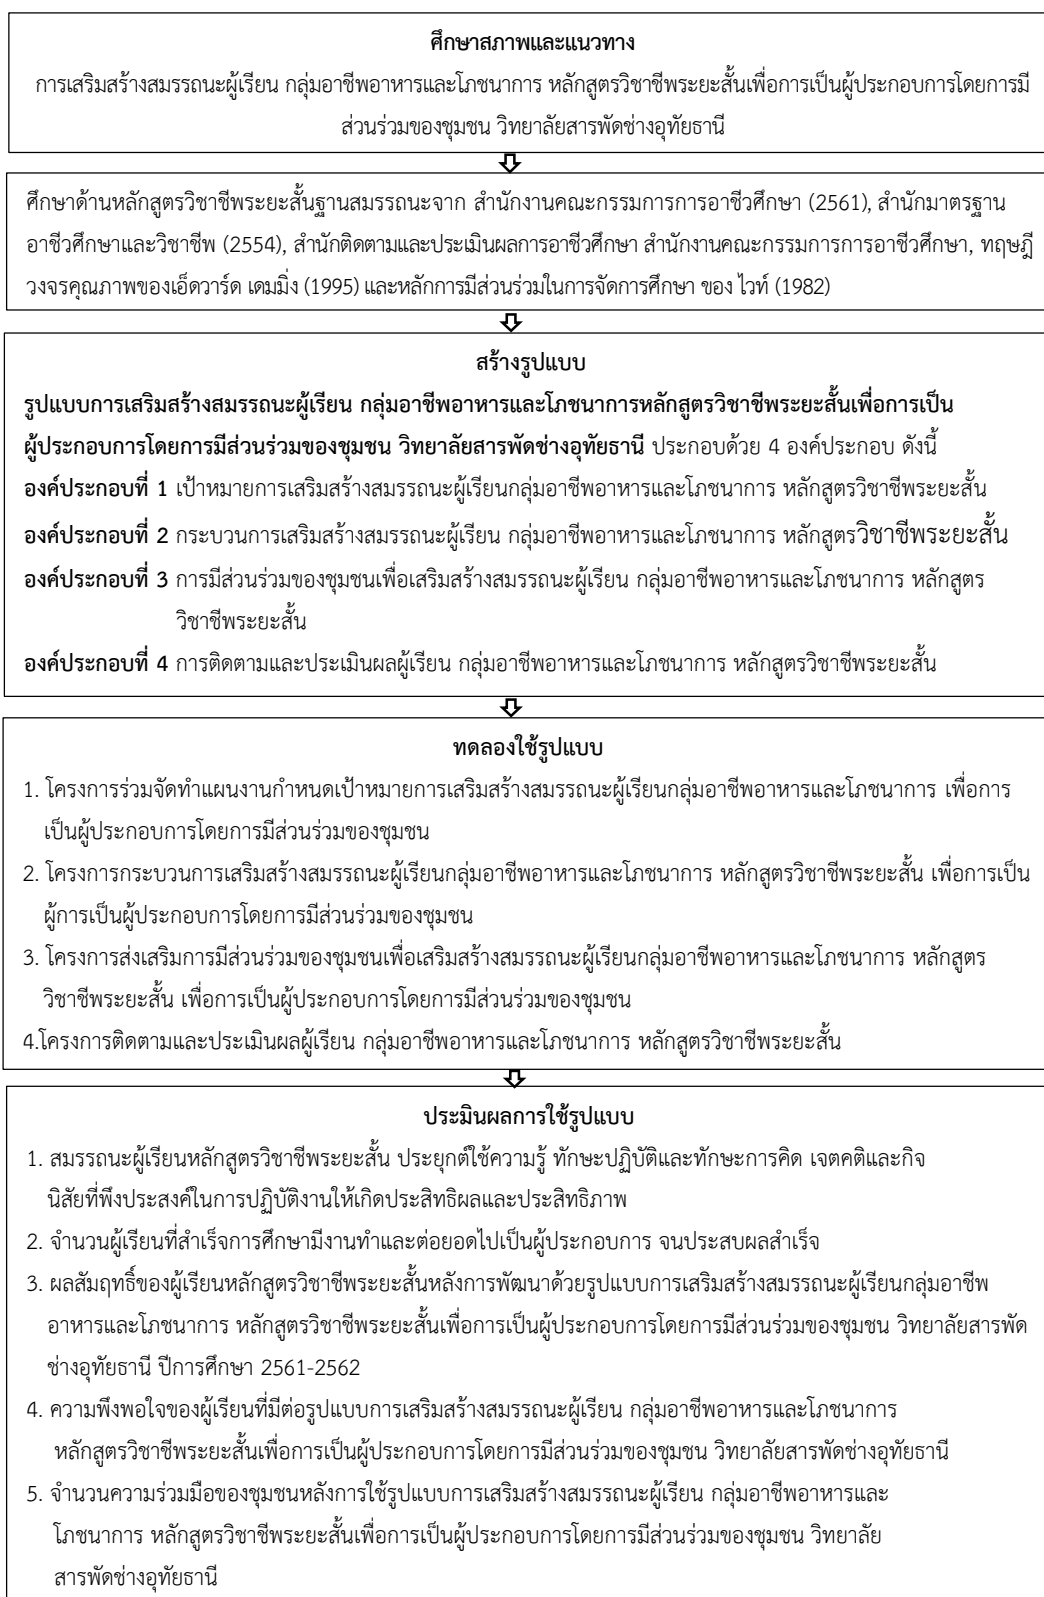 ศึกษาสภาพและแนวทาง
การเสริมสร้างสมรรถนะผู้เรียน กลุ่มอาชีพอาหารและโภชนาการ หลักสูตรวิชาชีพระยะสั้นเพื่อการเป็นผู้ประกอบการโดยการมี
ส่วนร่วมของชุมชน วิทยาลัยสารพัดช่างอุทัยธานี
ศึกษาด้านหลักสูตรวิชาชีพระยะสั้นฐานสมรรถนะจาก สำนักงานคณะกรรมการการอาชีวศึกษา (2561), สำนักมาตรฐาน
อาชีวศึกษาและวิชาชีพ (2554), สำนักติดตามและประเมินผลการอาชีวศึกษา สำนักงานคณะกรรมการการอาชีวศึกษา, ทฤษฎี
วงจรคุณภาพของเอ็ดวาร์ด เดมมิ่ง (1995) และหลักการมีส่วนร่วมในการจัดการศึกษา ของ ไวท์ (1982)
สร้างรูปแบบ
รูปแบบการเสริมสร้างสมรรถนะผู้เรียน กลุ่มอาชีพอาหารและโภชนาการหลักสูตรวิชาชีพระยะสั้นเพื่อการเป็น
ผู้ประกอบการโดยการมีส่วนร่วมของชุมชน วิทยาลัยสารพัดช่างอุทัยธานี ประกอบด้วย 4 องค์ประกอบ ดังนี้
องค์ประกอบที่ 1 เป้าหมายการเสริมสร้างสมรรถนะผู้เรียนกลุ่มอาชีพอาหารและโภชนาการ หลักสูตรวิชาชีพระยะสั้น
องค์ประกอบที่ 2 กระบวนการเสริมสร้างสมรรถนะผู้เรียน กลุ่มอาชีพอาหารและโภชนาการ หลักสูตรวิชาชีพระยะสั้น
องค์ประกอบที่ 3 การมีส่วนร่วมของชุมชนเพื่อเสริมสร้างสมรรถนะผู้เรียน กลุ่มอาชีพอาหารและโภชนาการ หลักสูตร
วิชาชีพระยะสั้น
องค์ประกอบที่ 4 การติดตามและประเมินผลผู้เรียน กลุ่มอาชีพอาหารและโภชนาการ หลักสูตรวิชาชีพระยะสั้น
ทดลองใช้รูปแบบ
1. โครงการร่วมจัดทำแผนงานกำหนดเป้าหมายการเสริมสร้างสมรรถนะผู้เรียนกลุ่มอาชีพอาหารและโภชนาการ เพื่อการ
เป็นผู้ประกอบการโดยการมีส่วนร่วมของชุมชน
2. โครงการกระบวนการเสริมสร้างสมรรถนะผู้เรียนกลุ่มอาชีพอาหารและโภชนาการ หลักสูตรวิชาชีพระยะสั้น เพื่อการเป็น
ผู้การเป็นผู้ประกอบการโดยการมีส่วนร่วมของชุมชน
3. โครงการส่งเสริมการมีส่วนร่วมของชุมชนเพื่อเสริมสร้างสมรรถนะผู้เรียนกลุ่มอาชีพอาหารและโภชนาการ หลักสูตร
วิชาชีพระยะสั้น เพื่อการเป็นผู้ประกอบการโดยการมีส่วนร่วมของชุมชน
4.โครงการติดตามและประเมินผลผู้เรียน กลุ่มอาชีพอาหารและโภชนาการ หลักสูตรวิชาชีพระยะสั้น
ประมินผลการใช้รูปแบบ
1. สมรรถนะผู้เรียนหลักสูตรวิชาชีพระยะสั้น ประยุกต์ใช้ความรู้ ทักษะปฏิบัติและทักษะการคิด เจตคติและกิจ
นิสัยที่พึงประสงค์ในการปฏิบัติงานให้เกิดประสิทธิผลและประสิทธิภาพ
2. จำนวนผู้เรียนที่สำเร็จการศึกษามีงานทำและต่อยอดไปเป็นผู้ประกอบการ จนประสบผลสำเร็จ
3. ผลสัมฤทธิ์ของผู้เรียนหลักสูตรวิชาชีพระยะสั้นหลังการพัฒนาด้วยรูปแบบการเสริมสร้างสมรรถนะผู้เรียนกลุ่มอาชีพ
อาหารและโภชนาการ หลักสูตรวิชาชีพระยะสั้นเพื่อการเป็นผู้ประกอบการโดยการมีส่วนร่วมของชุมชน วิทยาลัยสารพัด
ช่างอุทัยธานี ปีการศึกษา 2561-2562
4. ความพึงพอใจของผู้เรียนที่มีต่อรูปแบบการเสริมสร้างสมรรถนะผู้เรียน กลุ่มอาชีพอาหารและโภชนาการ
หลักสูตรวิชาชีพระยะสั้นเพื่อการเป็นผู้ประกอบการโดยการมีส่วนร่วมของชุมชน วิทยาลัยสารพัดช่างอุทัยธานี
5. จำนวนความร่วมมือของชุมชนหลังการใช้รูปแบบการเสริมสร้างสมรรถนะผู้เรียน กลุ่มอาชีพอาหารและ
โภชนาการ หลักสูตรวิชาชีพระยะสั้นเพื่อการเป็นผู้ประกอบการโดยการมีส่วนร่วมของชุมชน วิทยาลัย
สารพัดช่างอุทัยธานี